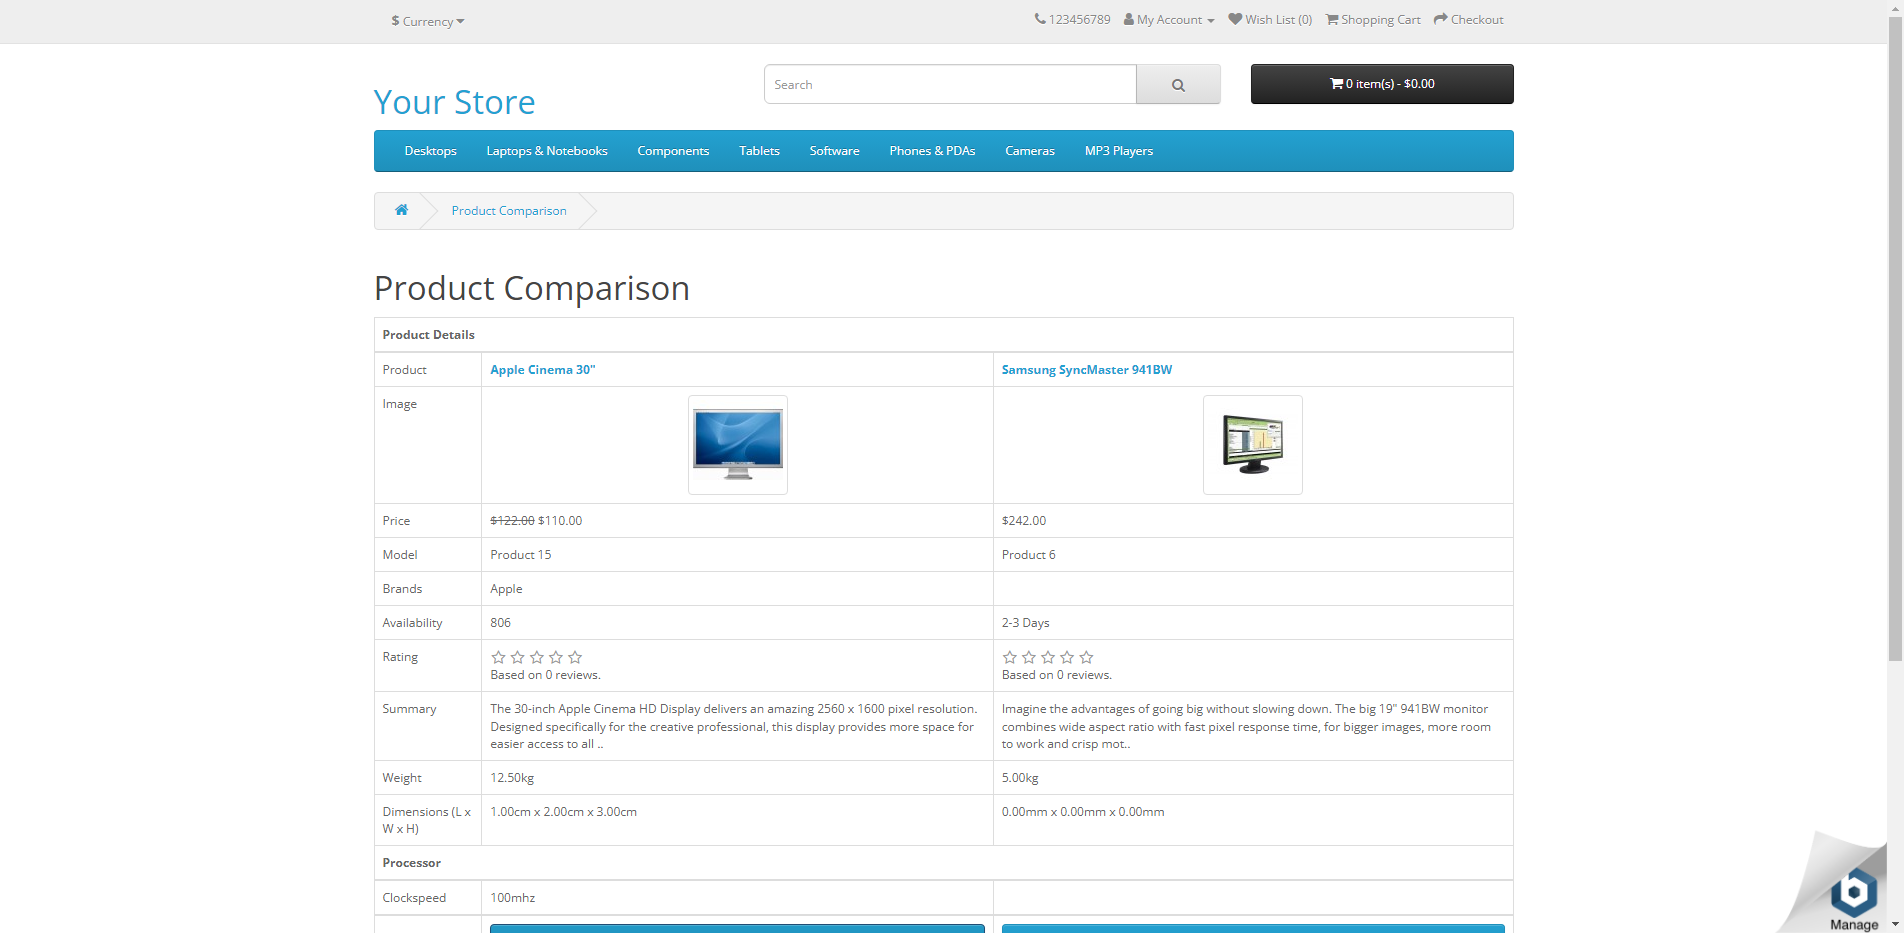 $ Currency
123456789 My Account Wish List (0) Shopping Cart Checkout
Your Store
Search
0 item(s) - $0.00
Desktops Laptops & Notebooks Components Tablets Software Phones & PDAs Cameras MP3 Players
Product Comparison
Product Comparison
Product Details
Product Apple Cinema 30" Samsung SyncMaster 941BW
Image
Price $122.00 $110.00 $242.00
Model Product 15 Product 6
Brands Apple
Availability 806 2-3 Days
Rating
Based on 0 reviews. Based on 0 reviews.
Summary The 30-inch Apple Cinema HD Display delivers an amazing 2560 x 1600 pixel resolution. Imagine the advantages of going big without slowing down. The big 19" 941BW monitor
Designed specifically for the creative professional, this display provides more space for combines wide aspect ratio with fast pixel response time, for bigger images, more room
easier access to all .. to work and crisp mot..
Weight 12.50kg 5.00kg
Dimensions (L x 1.00cm x 2.00cm x 3.00cm 0.00mm x 0.00mm x 0.00mm
W x H)
Processor
Clockspeed 100mhz
Manage